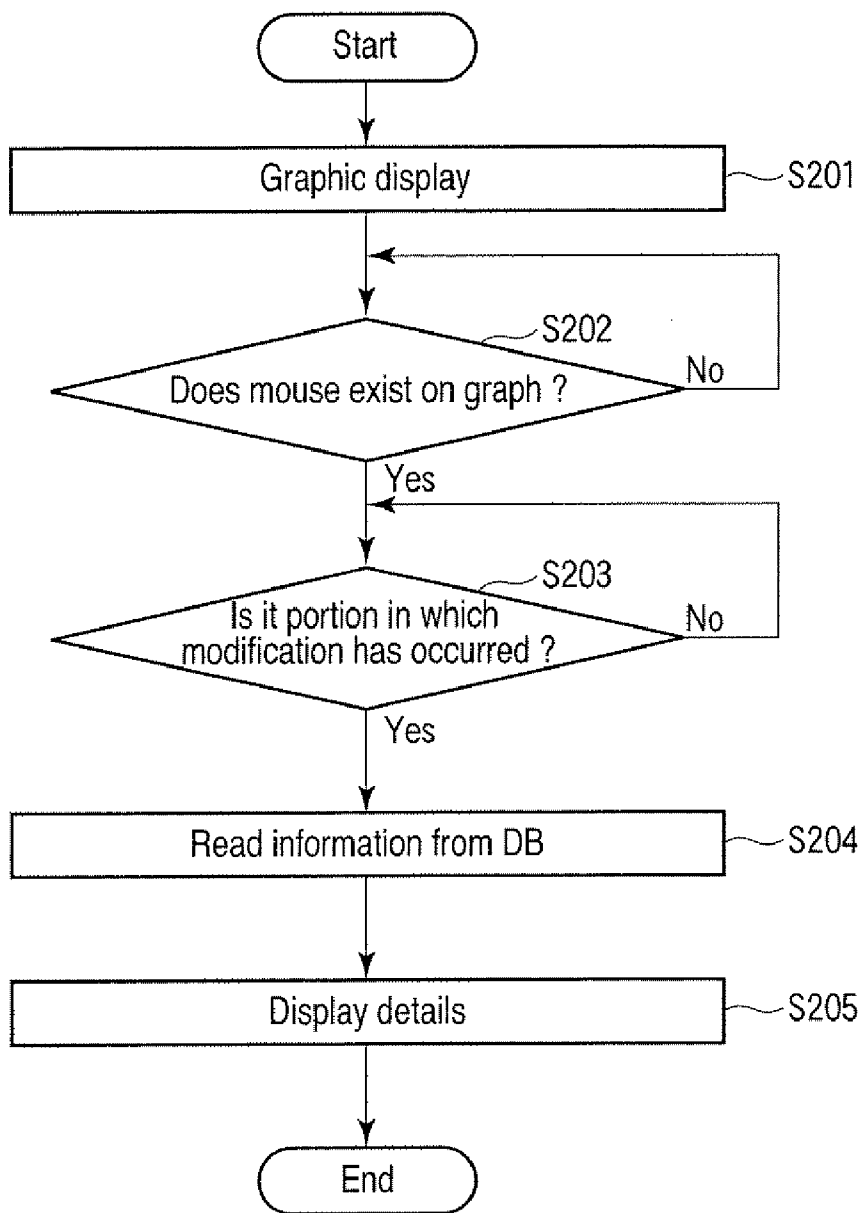 Start
Graphic display
S201
S202
Does mouse exist on graph ?
No
Yes
S203
Is it portion in which
modification has occurred ?
No
Yes
Read information from DB
S204
Display details
S205
End